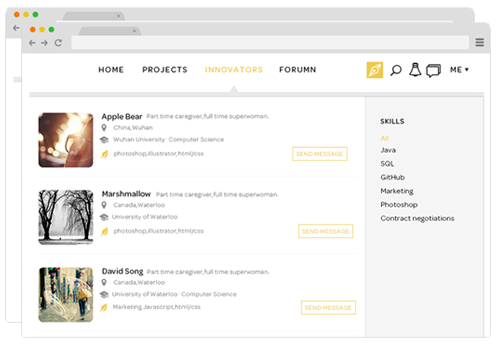 HOME PROJECTS INNOVATORS FORUMN ME
Apple Bear Part time caregiver,full time superwoman.
China,Wuhan
Wuhan University Computer Science
photoshop,illustrator,html/css
SEND MESSAGE
Marshmallow Part time caregiver,full time superwoman.
Canada,Waterloo
University of Waterloo
photoshop,illustrator,html/css
SEND MESSAGE
David Song Part time caregiver,full time superwoman.
Canada,Waterloo
University of Waterloo Computer Science
Marketing,Javascript,html/css
SEND MESSAGE
SKILLS
All
Java
SQL
GitHub
Marketing
Photoshop
Contract negotiations